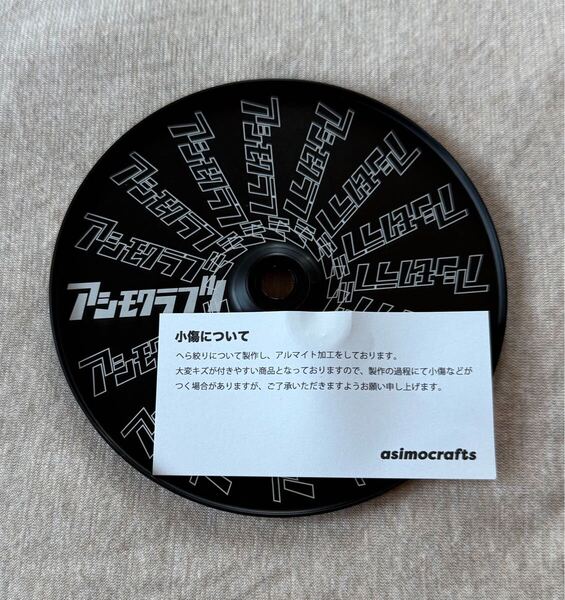 アシモクラフツ
小傷について
へら絞りについて製作し、アルマイト加工をしております。
大変キズが付きやすい商品となっておりますので、製作の過程にて小傷などが
つく場合がありますが、ご了承いただきますようお願い申し上げます。
asimocrafts